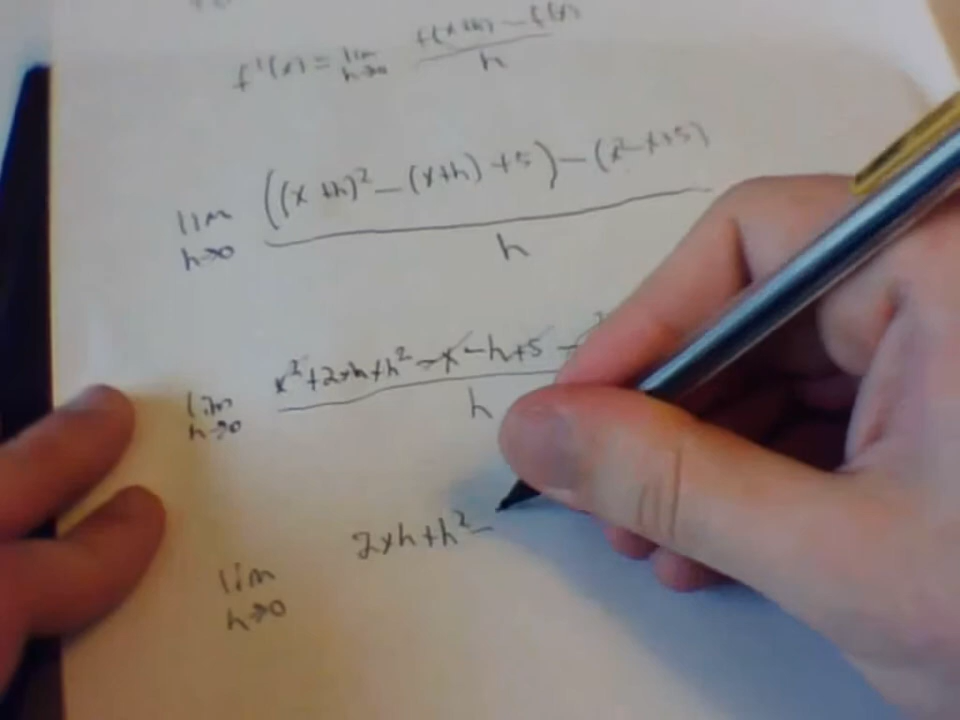 f'(x) = lim h→0 f(x+h) - f(x) / h
lim h→0 ((x+h)² - (x+h) + 5) - (x² - x + 5) / h
lim h→0 x² + 2xh + h² - x - h + 5 - / h
lim h→0 2xh + h² -